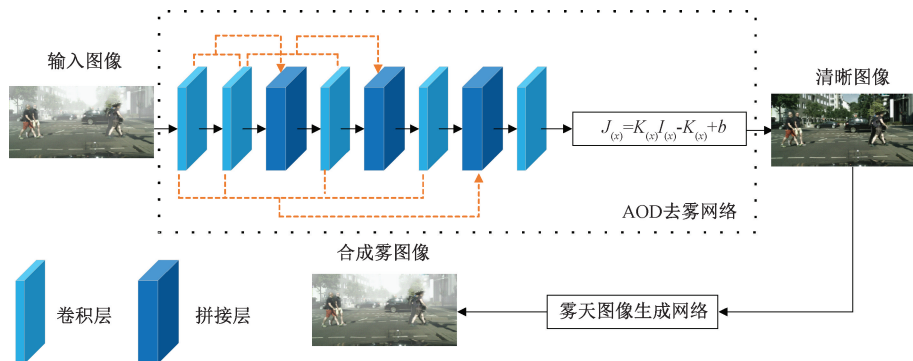 输入图像
清晰图像
J(x)=K(x)I(x)-K(x)+b
AOD去雾网络
合成雾图像
卷积层
拼接层
雾天图像生成网络